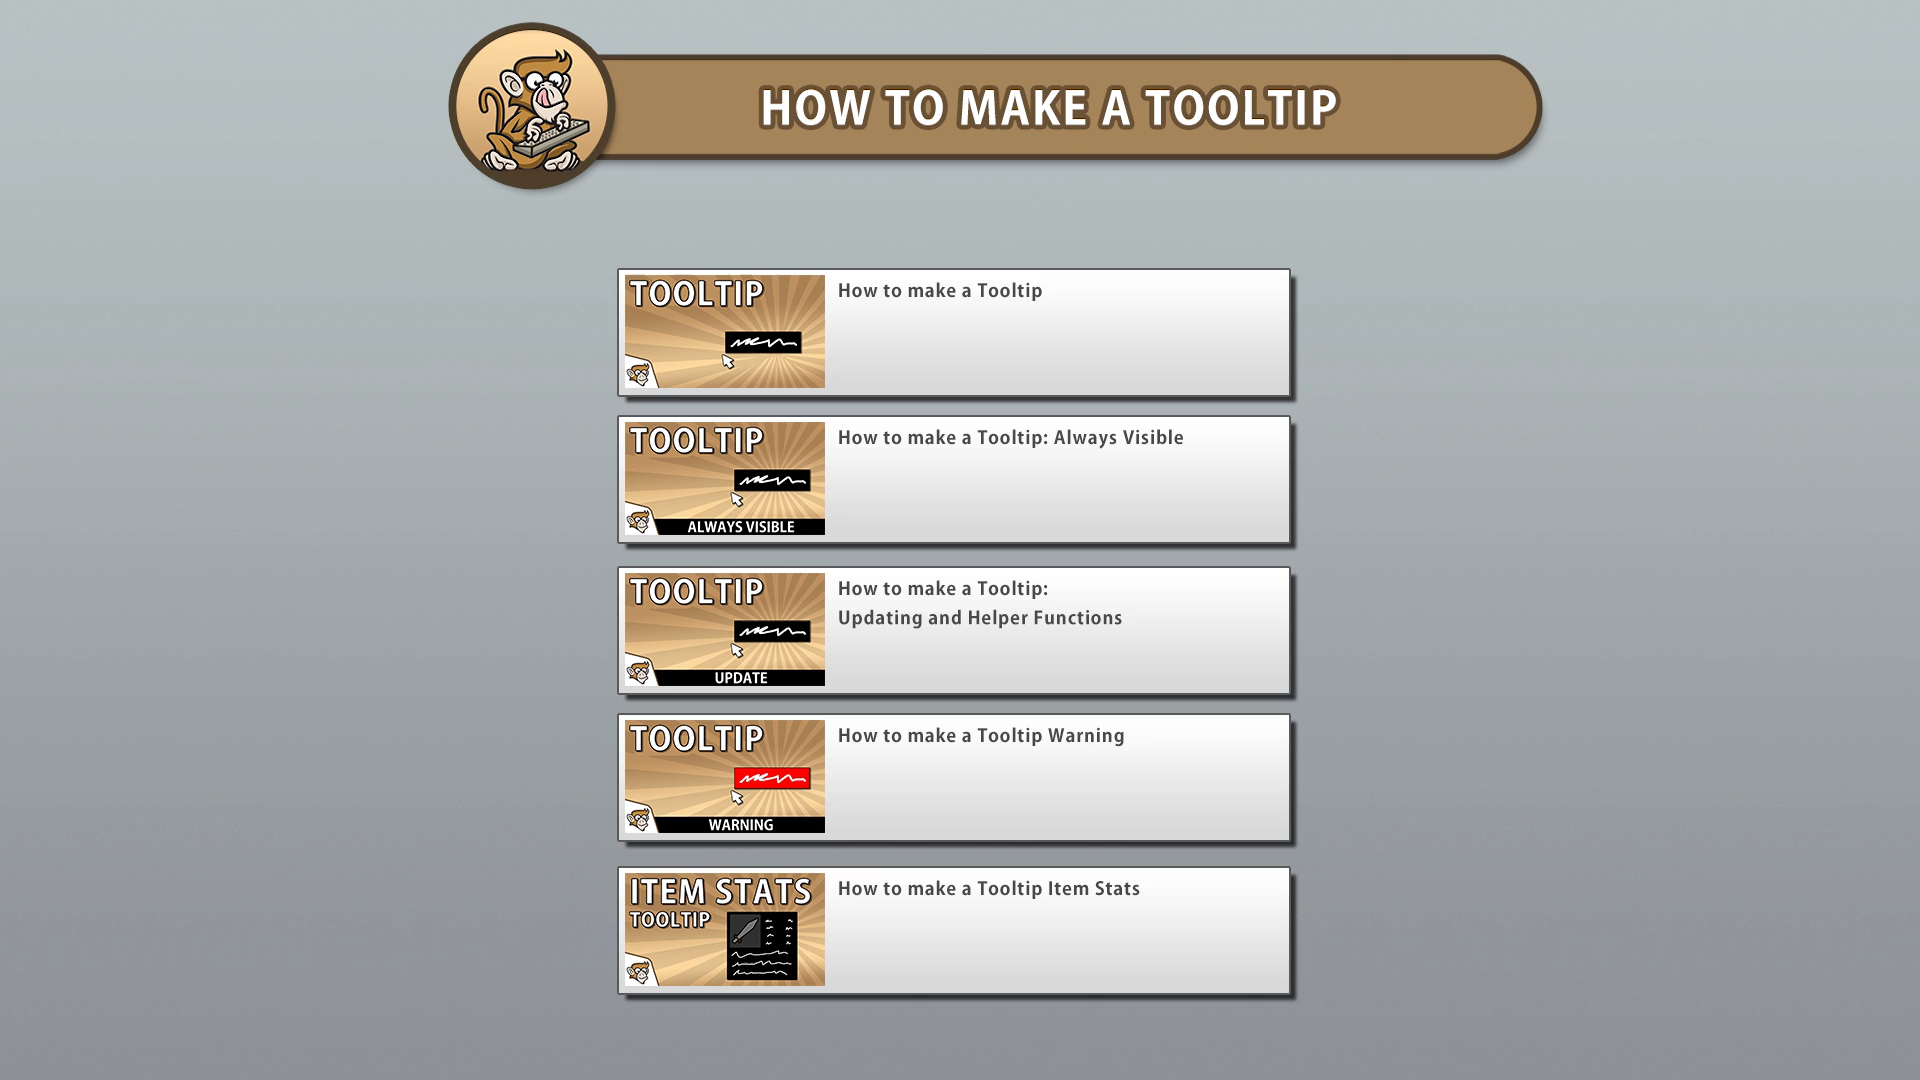 HOW TO MAKE A TOOLTIP
TOOLTIP
How to make a Tooltip
TOOLTIP
ALWAYS VISIBLE
How to make a Tooltip: Always Visible
TOOLTIP
UPDATE
How to make a Tooltip:
Updating and Helper Functions
TOOLTIP
WARNING
How to make a Tooltip Warning
ITEM STATS
TOOLTIP
How to make a Tooltip Item Stats